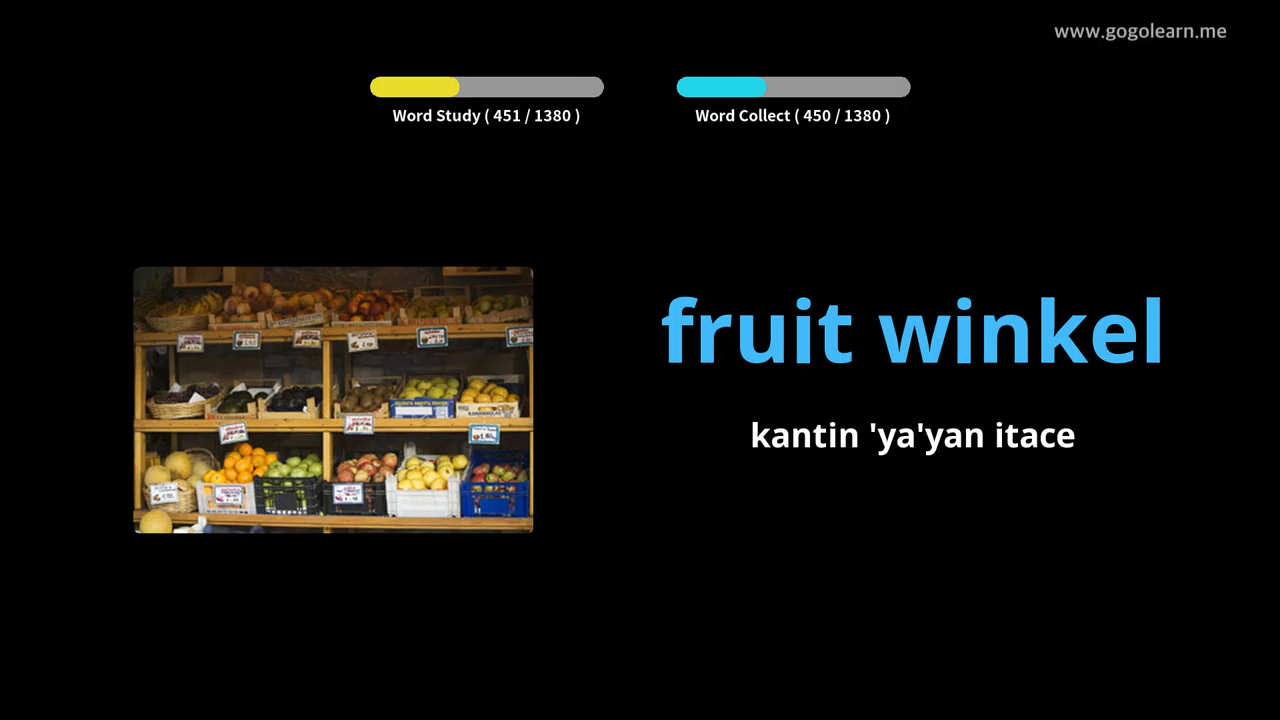 www.gogolearn.me
Word Study ( 451 / 1380 )
Word Collect ( 450 / 1380 )
fruit winkel
kantin 'ya'yan itace